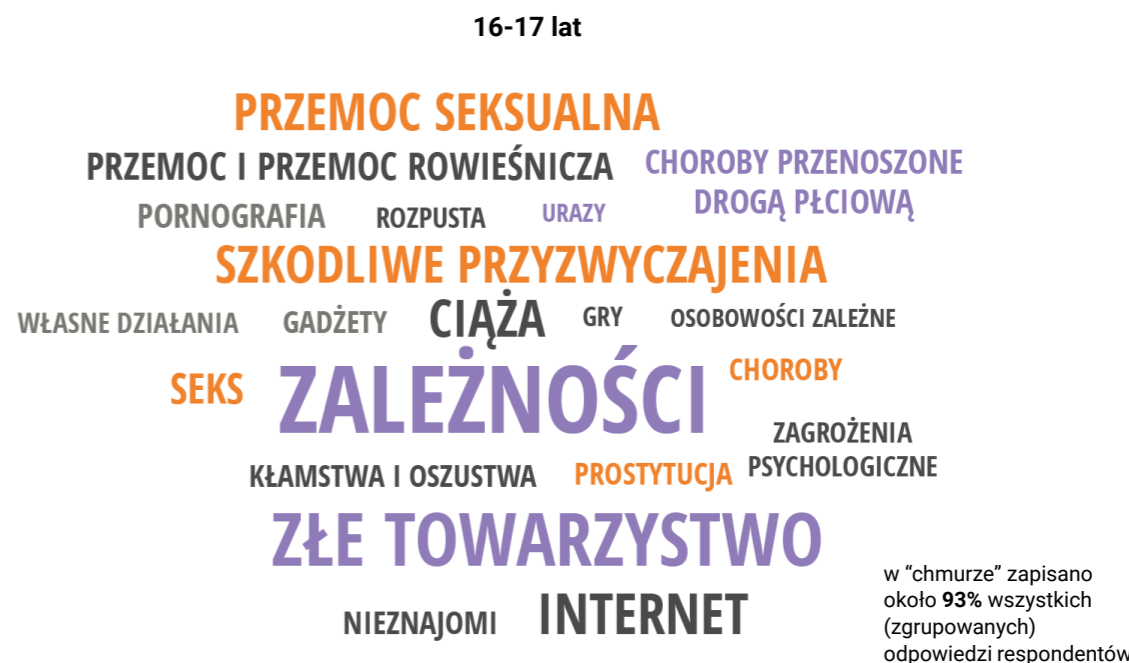 16-17 lat
PRZEMOC SEKSUALNA
PRZEMOC I PRZEMOC ROWIEŚNICZA
CHOROBY PRZENOSZONE
DROGĄ PŁCIOWĄ
PORNOGRAFIA
ROZPUSTA
URAZY
SZKODLIWE PRZYZWYCZAJENIA
WŁASNE DZIAŁANIA
GADŻETY
CIĄŻA
GRY
OSOBOWOŚCI ZALEŻNE
SEKS
ZALEŻNOŚCI
CHOROBY
ZAGROŻENIA
PSYCHOLOGICZNE
KŁAMSTWA I OSZUSTWA
PROSTYTUCJA
ZŁE TOWARZYSTWO
NIEZNAJOMI
INTERNET
w “chmurze” zapisano
około 93% wszystkich
(zgrupowanych)
odpowiedzi respondentów